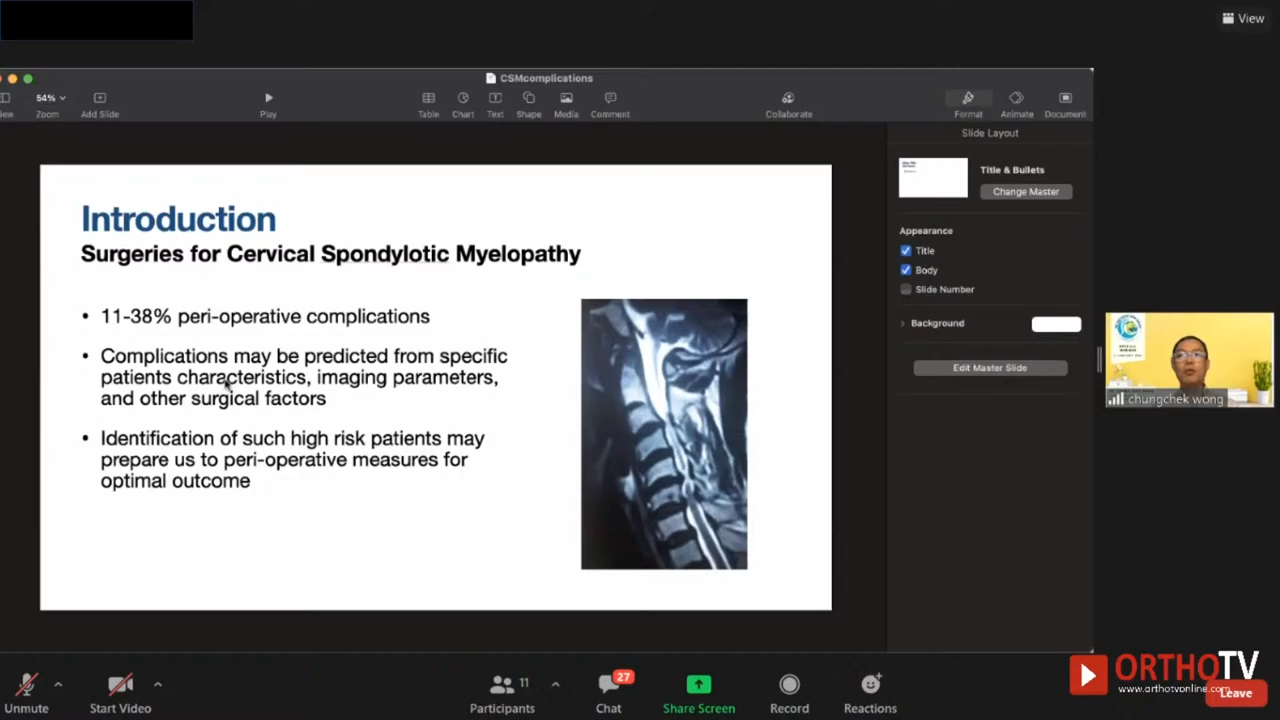 View
CSMcomplications
54%
Zoom
Add Slide
Play
Table
Chart
Text
Shape
Media
Comment
Collaborate
Format
Animate
Document
Slide Layout
Introduction
Surgeries for Cervical Spondylotic Myelopathy
• 11-38% peri-operative complications
• Complications may be predicted from specific
patients characteristics, imaging parameters,
and other surgical factors
• Identification of such high risk patients may
prepare us to peri-operative measures for
optimal outcome
Title & Bullets
Change Master
Appearance
Title
Body
Slide Number
Background
Edit Master Slide
chungchek wong
Unmute
Start Video
11
Participants
27
Chat
Share Screen
Record
Reactions
ORTHOTV
www.orthotvonline.com
Leave